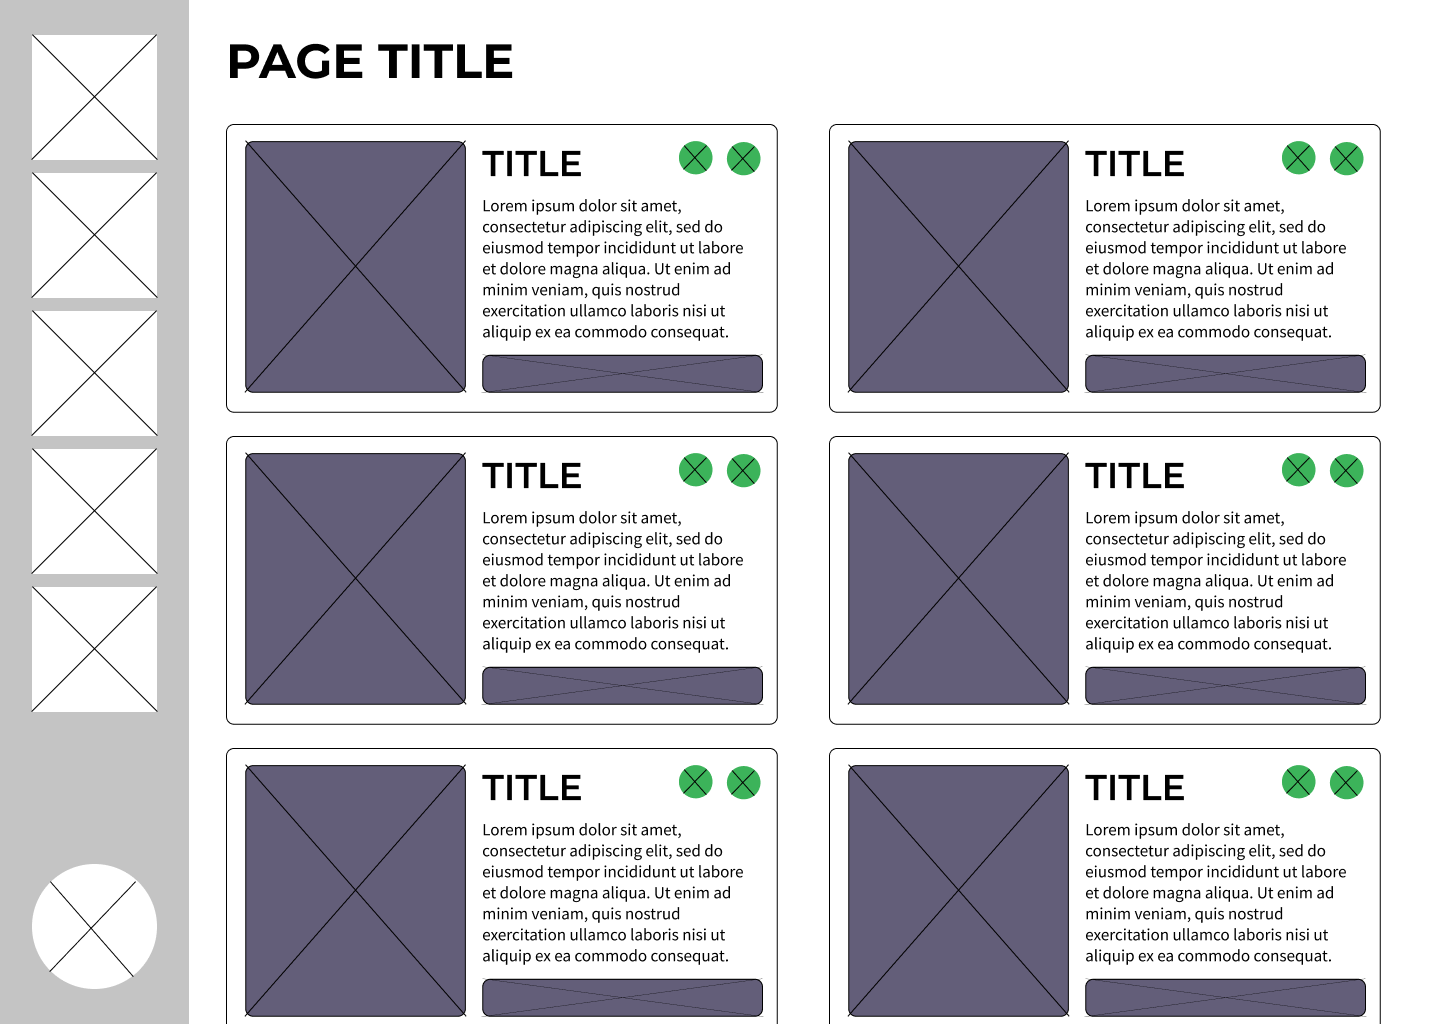 PAGE TITLE
TITLE
Lorem ipsum dolor sit amet,
consectetur adipiscing elit, sed do
eiusmod tempor incididunt ut labore
et dolore magna aliqua. Ut enim ad
minim veniam, quis nostrud
exercitation ullamco laboris nisi ut
aliquip ex ea commodo consequat.
TITLE
Lorem ipsum dolor sit amet,
consectetur adipiscing elit, sed do
eiusmod tempor incididunt ut labore
et dolore magna aliqua. Ut enim ad
minim veniam, quis nostrud
exercitation ullamco laboris nisi ut
aliquip ex ea commodo consequat.
TITLE
Lorem ipsum dolor sit amet,
consectetur adipiscing elit, sed do
eiusmod tempor incididunt ut labore
et dolore magna aliqua. Ut enim ad
minim veniam, quis nostrud
exercitation ullamco laboris nisi ut
aliquip ex ea commodo consequat.
TITLE
Lorem ipsum dolor sit amet,
consectetur adipiscing elit, sed do
eiusmod tempor incididunt ut labore
et dolore magna aliqua. Ut enim ad
minim veniam, quis nostrud
exercitation ullamco laboris nisi ut
aliquip ex ea commodo consequat.
TITLE
Lorem ipsum dolor sit amet,
consectetur adipiscing elit, sed do
eiusmod tempor incididunt ut labore
et dolore magna aliqua. Ut enim ad
minim veniam, quis nostrud
exercitation ullamco laboris nisi ut
aliquip ex ea commodo consequat.
TITLE
Lorem ipsum dolor sit amet,
consectetur adipiscing elit, sed do
eiusmod tempor incididunt ut labore
et dolore magna aliqua. Ut enim ad
minim veniam, quis nostrud
exercitation ullamco laboris nisi ut
aliquip ex ea commodo consequat.